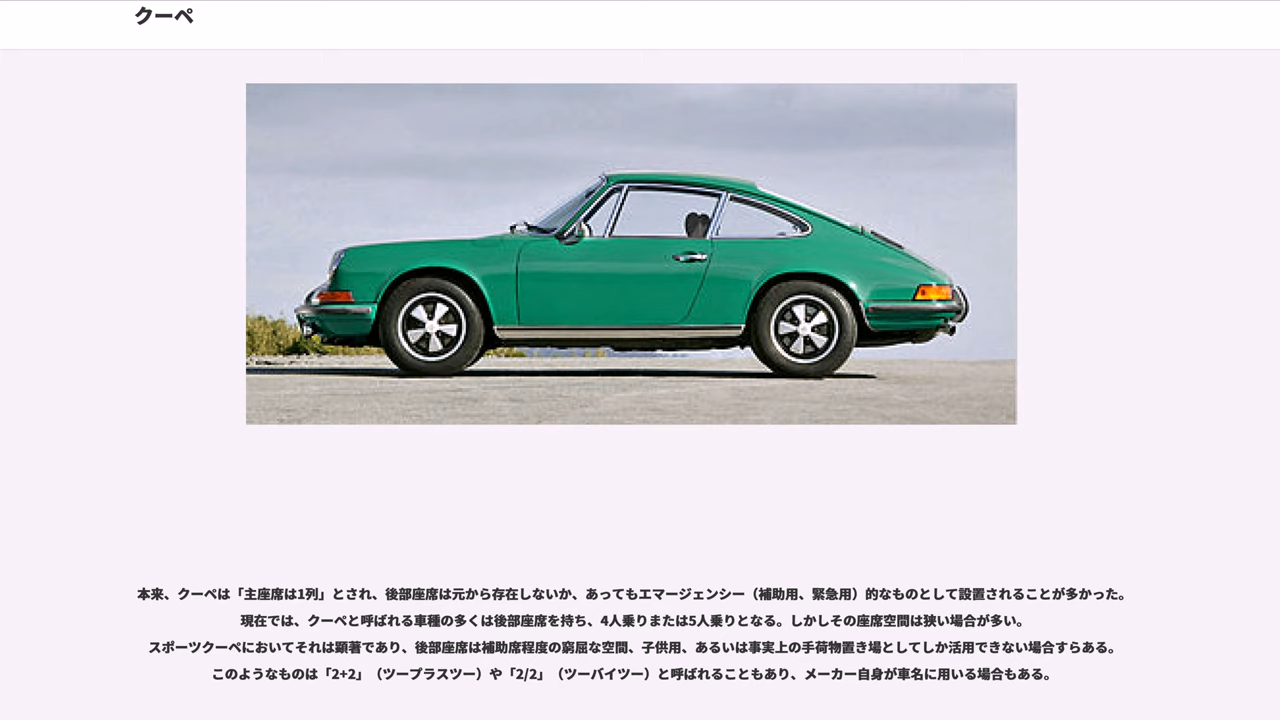 クーペ
本来、クーペは「主座席は1列」とされ、後部座席は元から存在しないか、あってもエマージェンシー（補助用、緊急用）的なものとして設置されることが多かった。
現在では、クーペと呼ばれる車種の多くは後部座席を持ち、4人乗りまたは5人乗りとなる。しかしその座席空間は狭い場合が多い。
スポーツクーペにおいてそれは顕著であり、後部座席は補助席程度の窮屈な空間、子供用、あるいは事実上の手荷物置き場としてしか活用できない場合すらある。
このようなものは「2+2」（ツープラスツー）や「2/2」（ツーバイツー）と呼ばれることもあり、メーカー自身が車名に用いる場合もある。